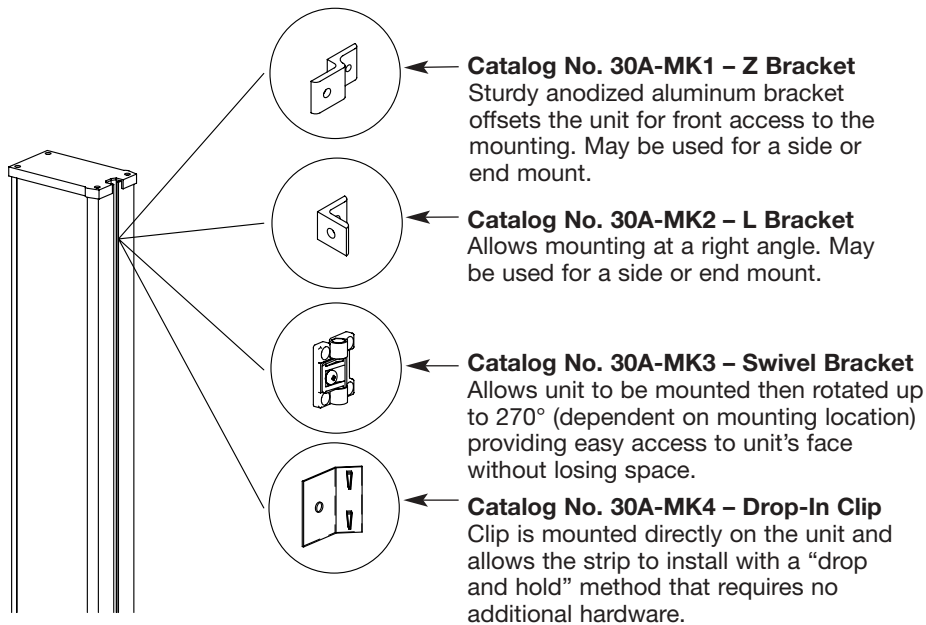 Catalog No. 30A-MK1 – Z Bracket
Sturdy anodized aluminum bracket
offsets the unit for front access to the
mounting. May be used for a side or
end mount.
Catalog No. 30A-MK2 – L Bracket
Allows mounting at a right angle. May
be used for a side or end mount.
Catalog No. 30A-MK3 – Swivel Bracket
Allows unit to be mounted then rotated up
to 270° (dependent on mounting location)
providing easy access to unit’s face
without losing space.
Catalog No. 30A-MK4 – Drop-In Clip
Clip is mounted directly on the unit and
allows the strip to install with a “drop
and hold” method that requires no
additional hardware.